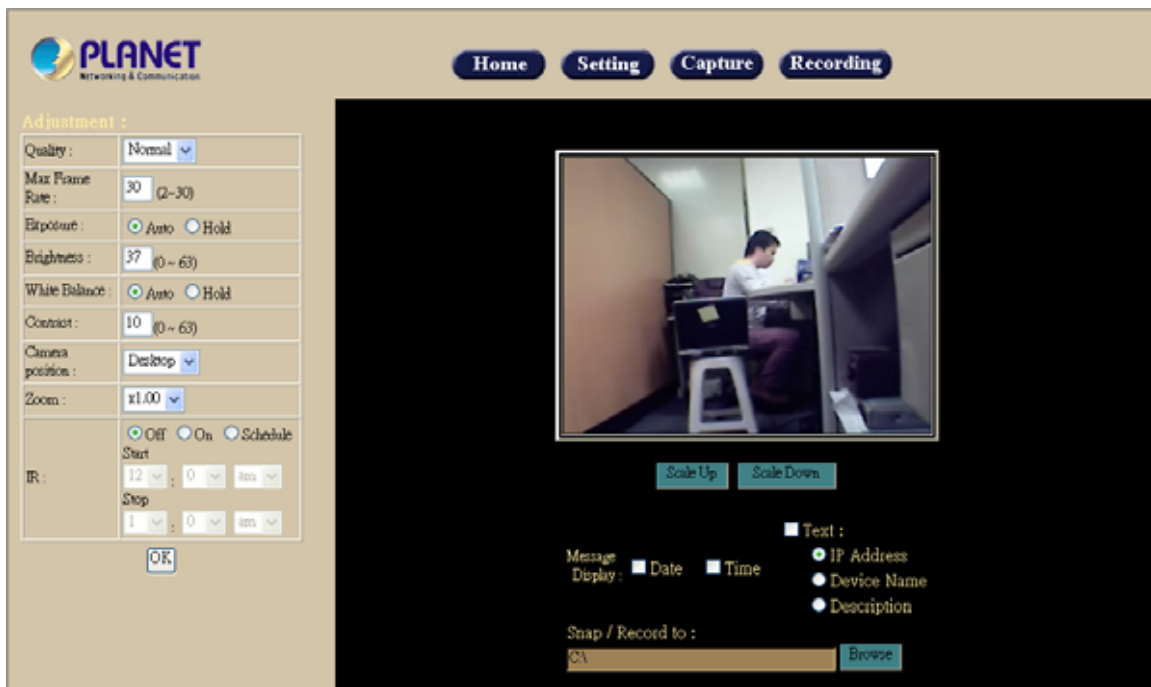 PLANET
Networking & Communication
Home Setting Capture Recording
Adjustment :
Quality : Normal
Max Frame Rate : 30 (2~30)
Exposure : Auto Hold
Brightness : 37 (0 ~ 63)
White Balance : Auto Hold
Contrast : 10 (0 ~ 63)
Camera position : Desktop
Zoom : x1.00
IR : Off On Schedule
Start
12 : 0 am
Stop
1 : 0 am
OK
Scale Up Scale Down
Message Display : Date Time
Text :
IP Address
Device Name
Description
Snap / Record to :
C:\ Browse